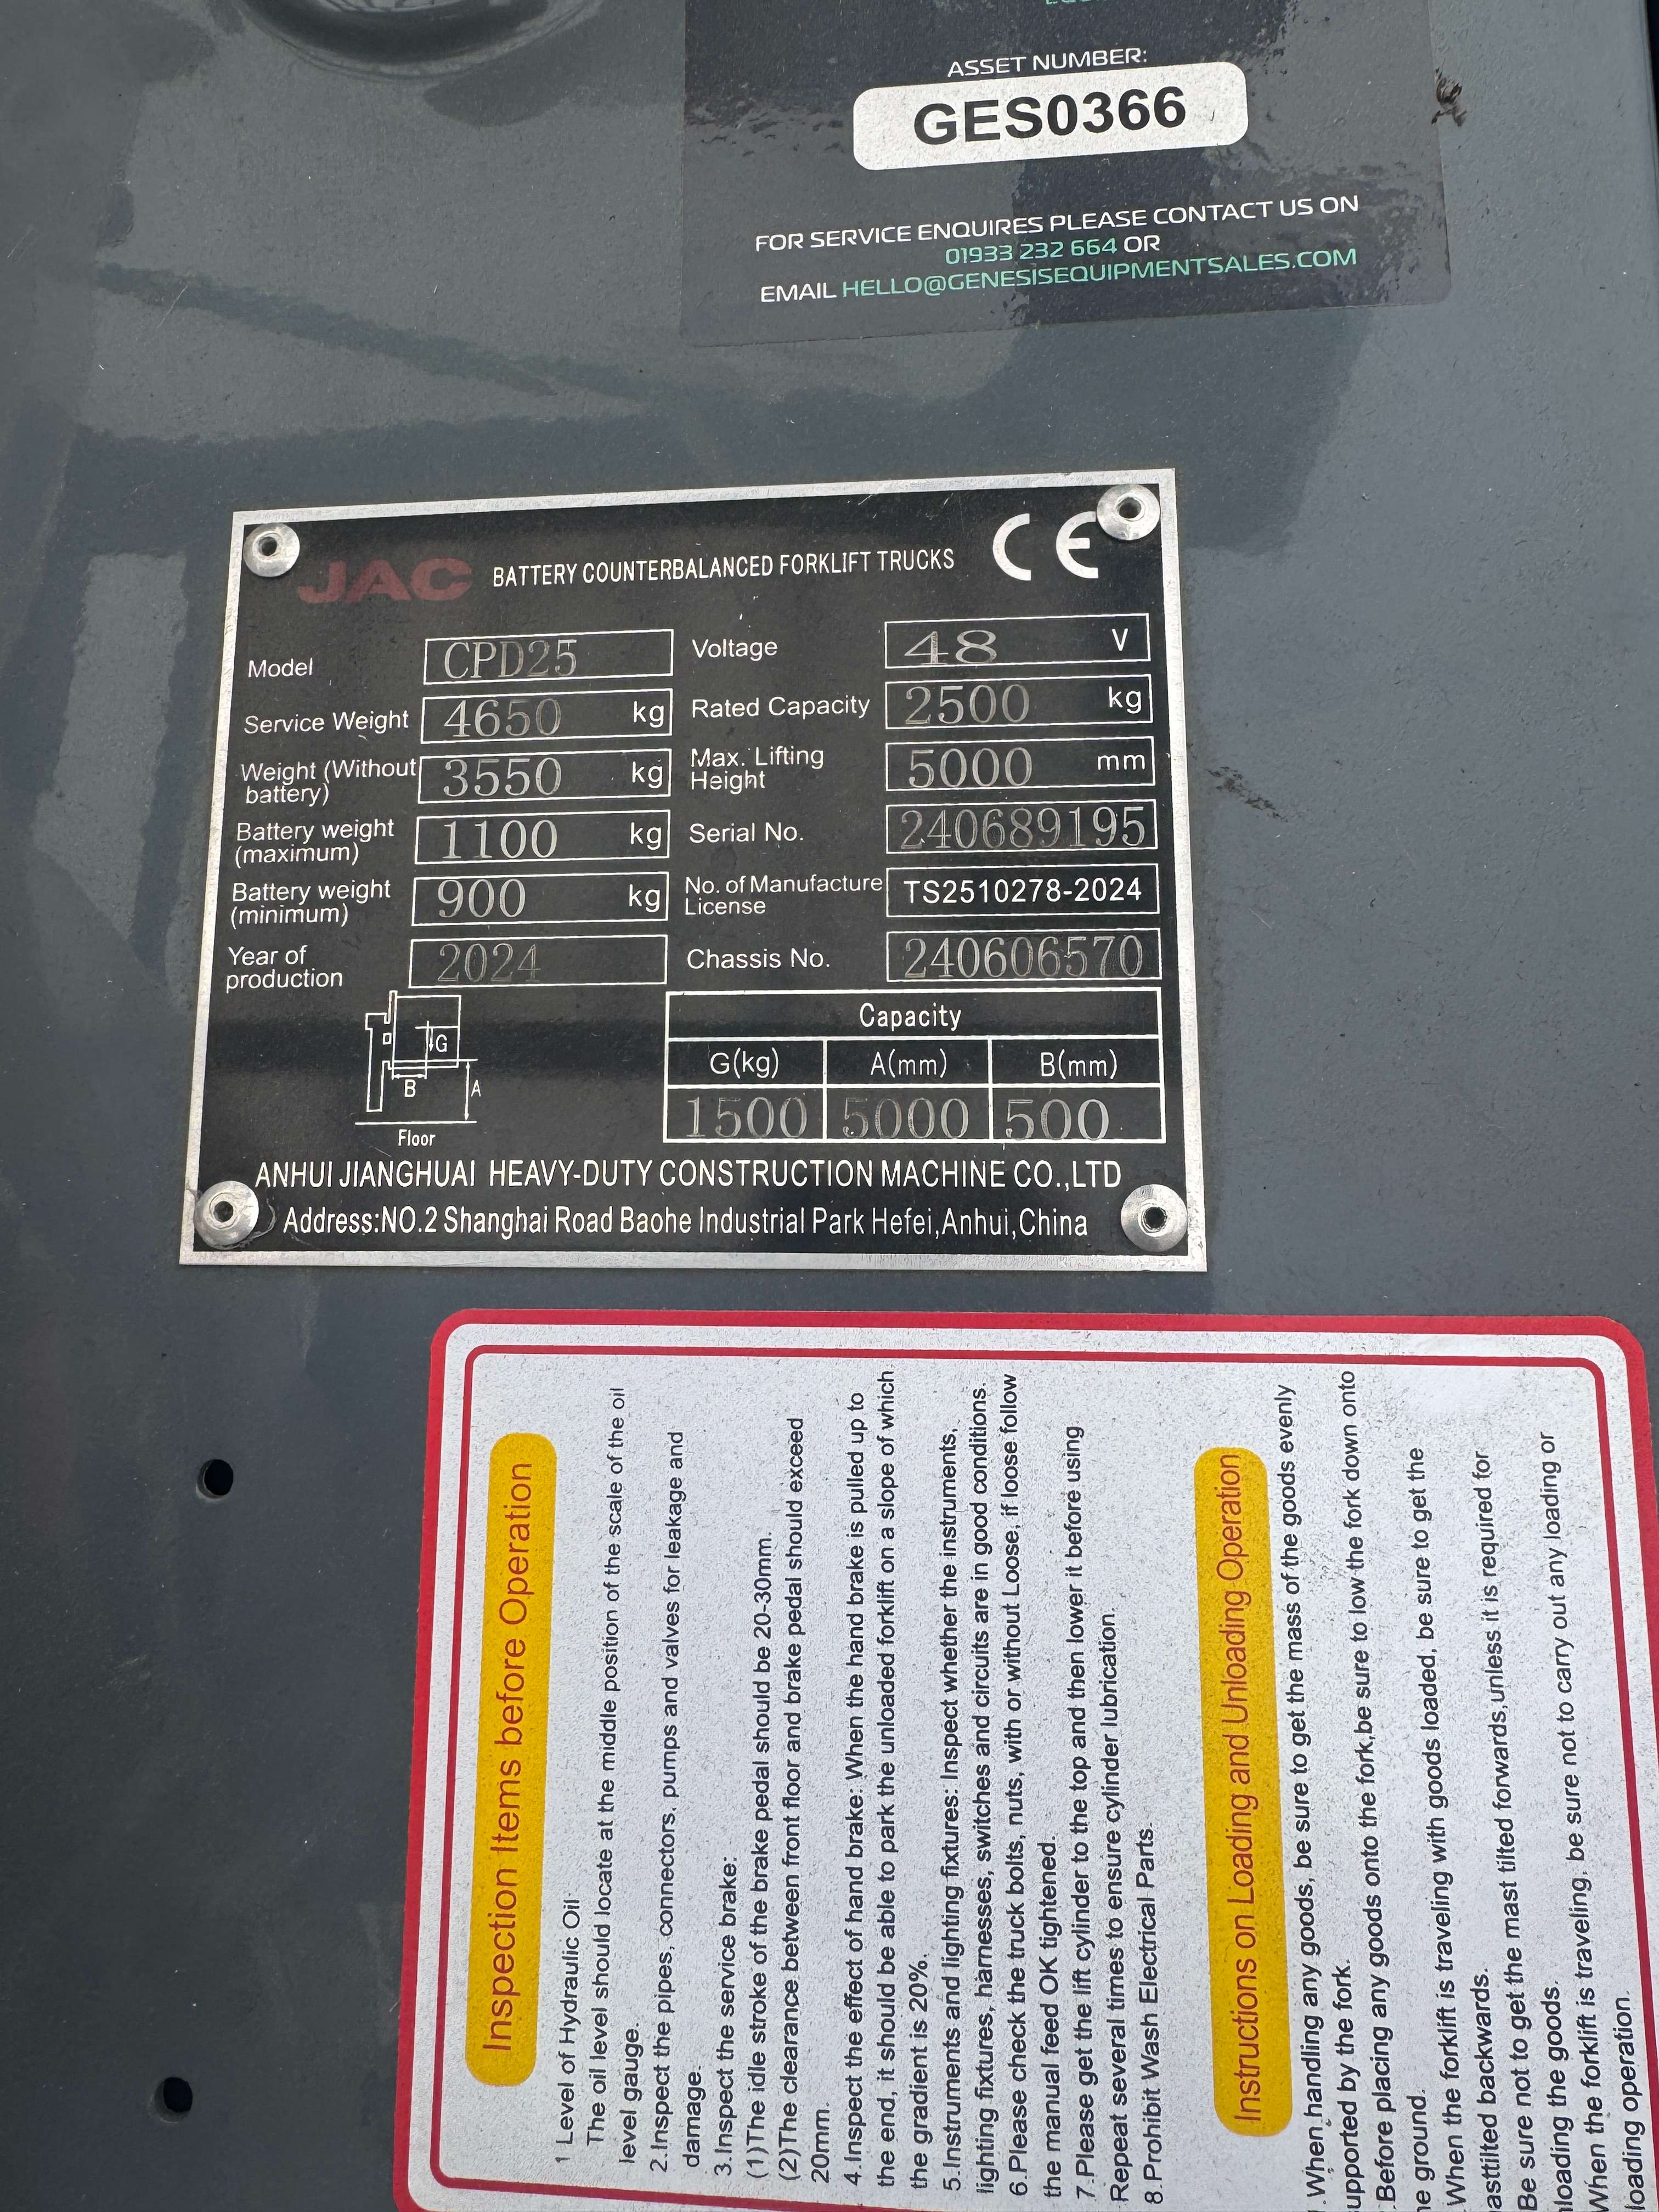 ASSET NUMBER:
GES0366
FOR SERVICE ENQUIRES PLEASE CONTACT US ON
01933 232 664 OR
EMAIL HELLO@GENESISEQUIPMENTSALES.COM
JAC BATTERY COUNTERBALANCED FORKLIFT TRUCKS CE
Model CPD25 Voltage 48 V
Service Weight 4650 kg Rated Capacity 2500 kg
Weight (Without battery) 3550 kg Max. Lifting Height 5000 mm
Battery weight (maximum) 1100 kg Serial No. 240689195
Battery weight (minimum) 900 kg No. of Manufacture License TS2510278-2024
Year of production 2024 Chassis No. 240606570
Capacity
G(kg) A(mm) B(mm)
1500 5000 500
G
B
A
Floor
ANHUI JIANGHUAI HEAVY-DUTY CONSTRUCTION MACHINE CO.,LTD
Address:NO.2 Shanghai Road Baohe Industrial Park Hefei,Anhui,China
Inspection Items before Operation
1 Level of Hydraulic Oil
The oil level should locate at the middle position of the scale of the oil
level gauge.
2.Inspect the pipes, connectors, pumps and valves for leakage and
damage.
3.Inspect the service brake:
(1)The idle stroke of the brake pedal should be 20-30mm.
(2)The clearance between front floor and brake pedal should exceed
20mm.
4.Inspect the effect of hand brake: When the hand brake is pulled up to
the end, it should be able to park the unloaded forklift on a slope of which
the gradient is 20%.
5.Instruments and lighting fixtures: Inspect whether the instruments,
lighting fixtures, harnesses, switches and circuits are in good conditions.
6.Please check the truck bolts, nuts, with or without Loose, if loose follow
the manual feed OK tightened.
7.Please get the lift cylinder to the top and then lower it before using
Repeat several times to ensure cylinder lubrication.
8.Prohibit Wash Electrical Parts.
Instructions on Loading and Unloading Operation
When handling any goods, be sure to get the mass of the goods evenly
upported by the fork.
Before placing any goods onto the fork,be sure to low the fork down onto
he ground.
When the forklift is traveling with goods loaded, be sure to get the
asttilted backwards.
Be sure not to get the mast tilted forwards,unless it is required for
loading the goods.
When the forklift is traveling, be sure not to carry out any loading or
loading operation.